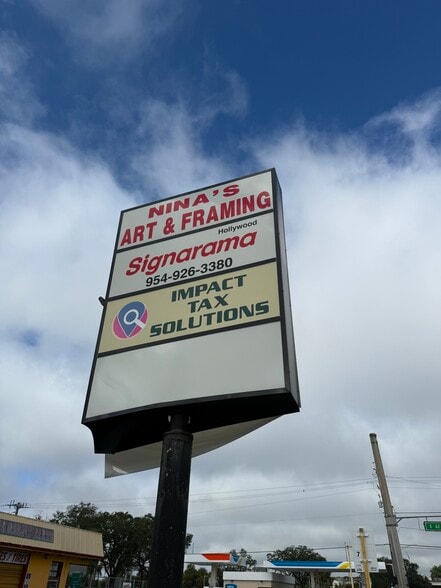 NINA'S
ART & FRAMING
Hollywood
Signarama
954-926-3380
IMPACT
TAX
SOLUTIONS